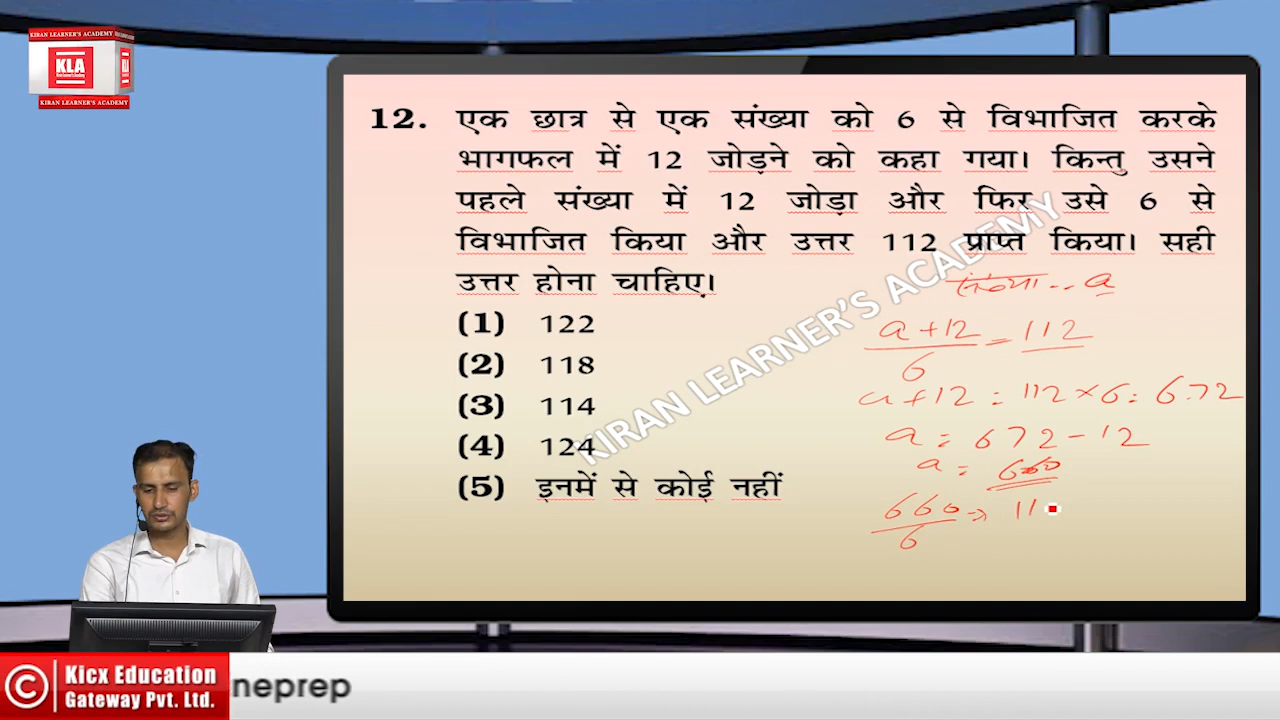 KIRAN LEARNER'S ACADEMY
KLA
KIRAN LEARNER'S ACADEMY
12. एक छात्र से एक संख्या को 6 से विभाजित करके
भागफल में 12 जोड़ने को कहा गया। किन्तु उसने
पहले संख्या में 12 जोड़ा और फिर उसे 6 से
विभाजित किया और उत्तर 112 प्राप्त किया। सही
उत्तर होना चाहिए।
(1) 122
(2) 118
(3) 114
(4) 124
(5) इनमें से कोई नहीं
संख्या .. a
a + 12 / 6 = 112
a + 12 = 112 × 6 = 672
a = 672 - 12
a = 660
660 / 6 → 11
KIRAN LEARNER'S ACADEMY
© Kicx Education
Gateway Pvt. Ltd.
neprep